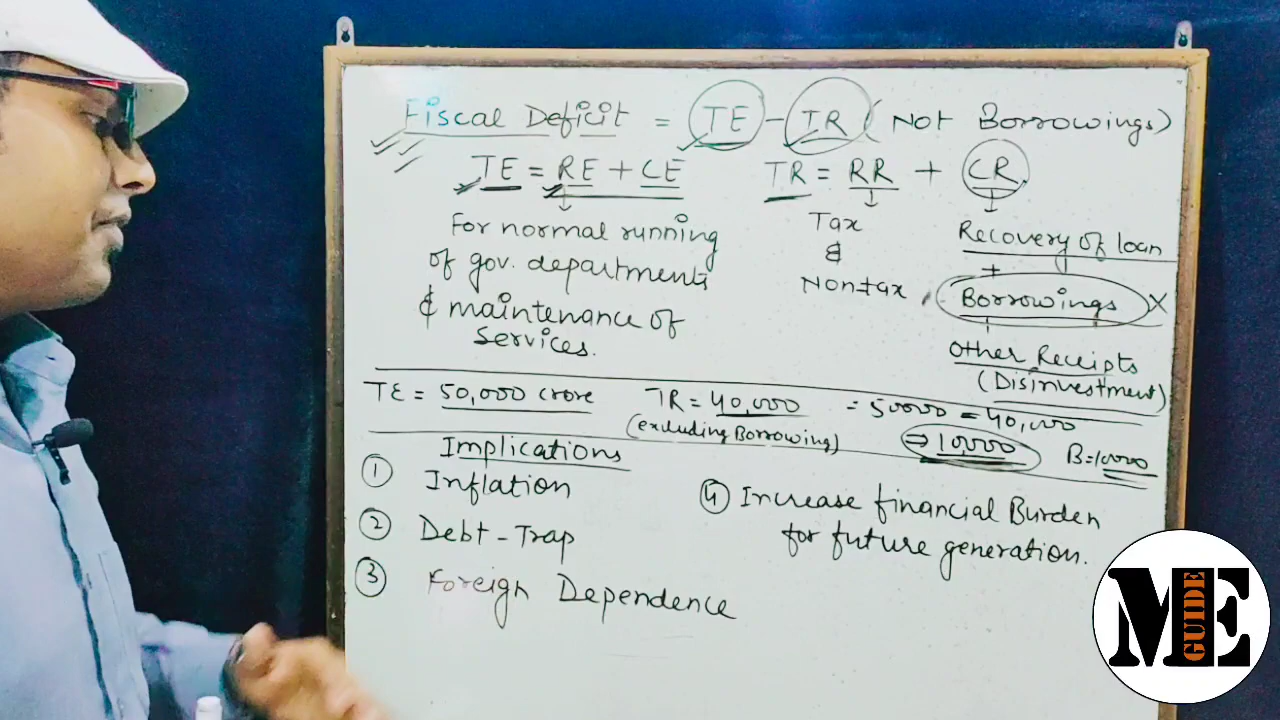 Fiscal Deficit = TE - TR (Not Borrowings)
TE = RE + CE
TR = RR + CR
For normal running
of gov. departments
& maintenance of
services.
Tax
&
Non-tax
Recovery of loan
+
Borrowings X
+
Other Receipts
(Disinvestment)
TE = 50,000 crore
TR = 40,000
(excluding Borrowing)
= 50000 - 40,000
⇒ 10,000
B=10000
Implications
1 Inflation
2 Debt-Trap
3 Foreign Dependence
4 Increase financial Burden
for future generation.
ME
GUIDE